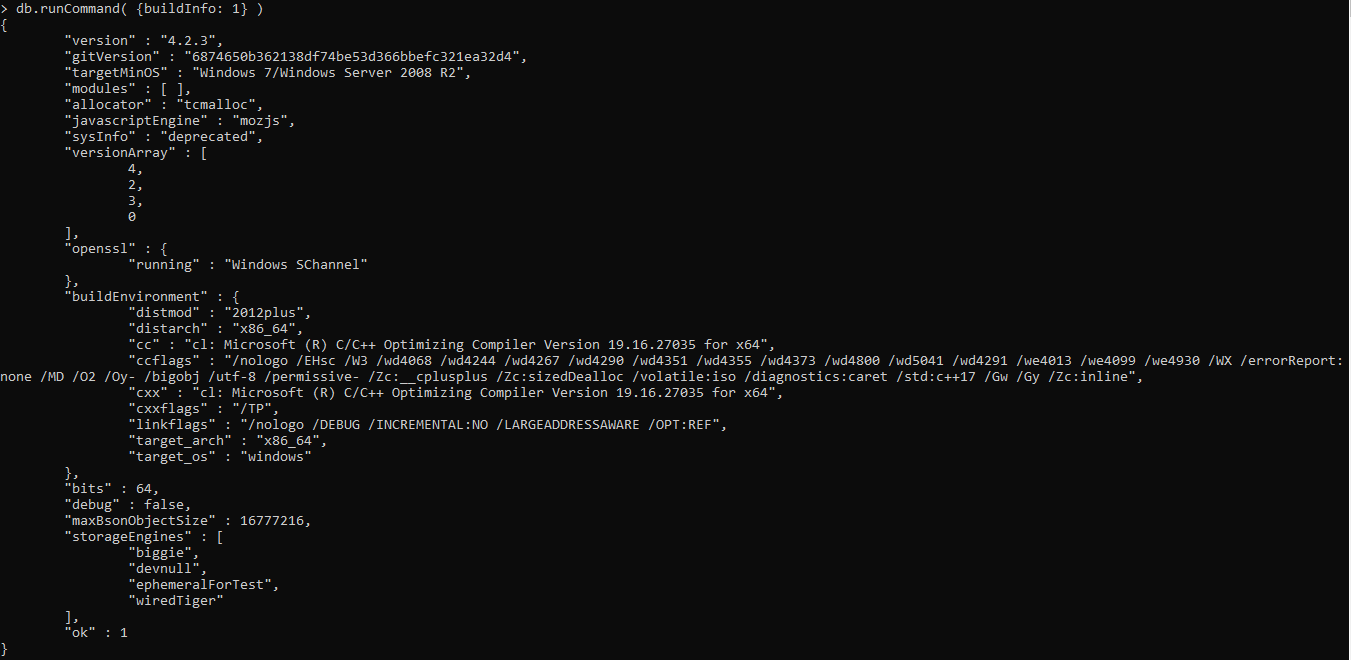 > db.runCommand( {buildInfo: 1} )
{
"version" : "4.2.3",
"gitVersion" : "6874650b362138df74be53d366bbefc321ea32d4",
"targetMinOS" : "Windows 7/Windows Server 2008 R2",
"modules" : [ ],
"allocator" : "tcmalloc",
"javascriptEngine" : "mozjs",
"sysInfo" : "deprecated",
"versionArray" : [
4,
2,
3,
0
],
"openssl" : {
"running" : "Windows SChannel"
},
"buildEnvironment" : {
"distmod" : "2012plus",
"distarch" : "x86_64",
"cc" : "cl: Microsoft (R) C/C++ Optimizing Compiler Version 19.16.27035 for x64",
"ccflags" : "/nologo /EHsc /W3 /wd4068 /wd4244 /wd4267 /wd4290 /wd4351 /wd4355 /wd4373 /wd4800 /wd5041 /wd4291 /we4013 /we4099 /we4930 /WX /errorReport:
none /MD /O2 /Oy- /bigobj /utf-8 /permissive- /Zc:__cplusplus /Zc:sizedDealloc /volatile:iso /diagnostics:caret /std:c++17 /Gw /Gy /Zc:inline",
"cxx" : "cl: Microsoft (R) C/C++ Optimizing Compiler Version 19.16.27035 for x64",
"cxxflags" : "/TP",
"linkflags" : "/nologo /DEBUG /INCREMENTAL:NO /LARGEADDRESSAWARE /OPT:REF",
"target_arch" : "x86_64",
"target_os" : "windows"
},
"bits" : 64,
"debug" : false,
"maxBsonObjectSize" : 16777216,
"storageEngines" : [
"biggie",
"devnull",
"ephemeralForTest",
"wiredTiger"
],
"ok" : 1
}